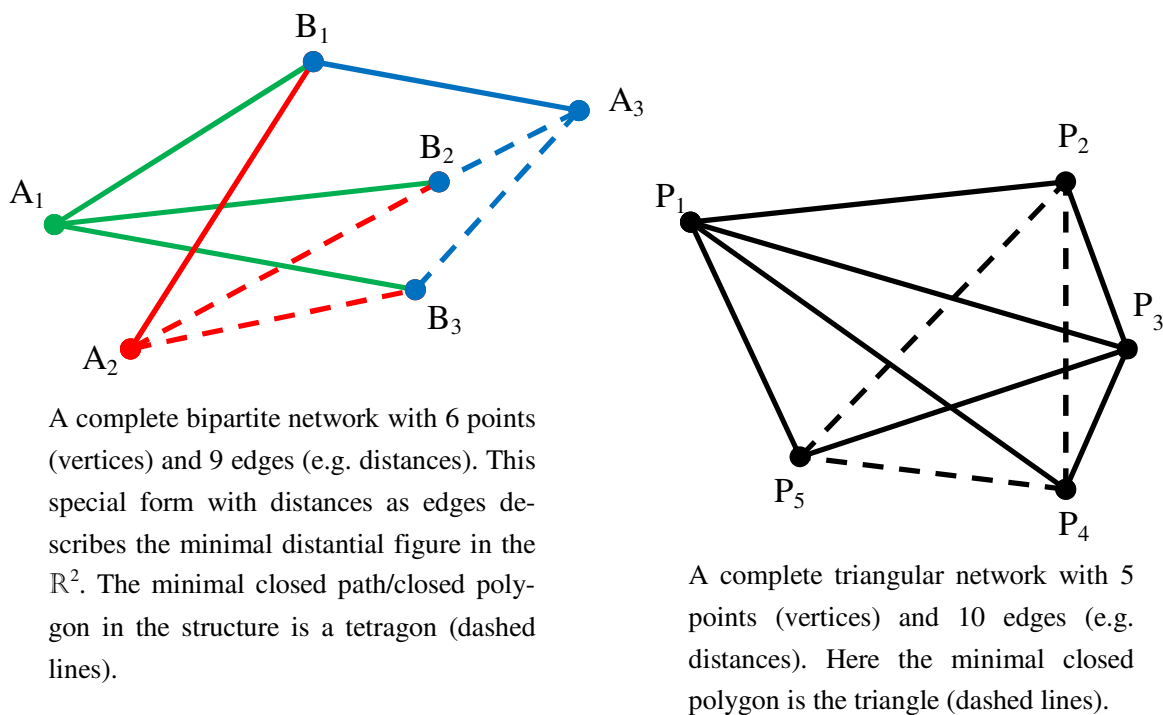 B₁
A₃
B₂
A₁
B₃
A₂
A complete bipartite network with 6 points
(vertices) and 9 edges (e.g. distances). This
special form with distances as edges de-
scribes the minimal distantial figure in the
ℝ². The minimal closed path/closed poly-
gon in the structure is a tetragon (dashed
lines).
P₂
P₁
P₃
P₅
P₄
A complete triangular network with 5
points (vertices) and 10 edges (e.g.
distances). Here the minimal closed
polygon is the triangle (dashed lines).